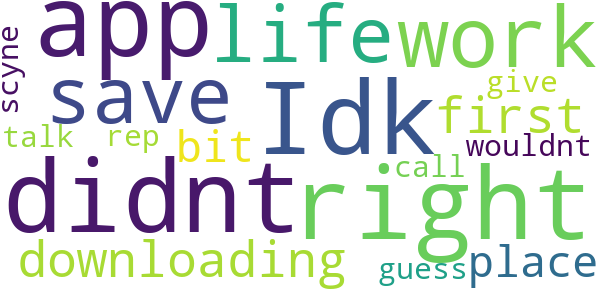 app life work
scyne save Idk give
first
talk rep bit wouldnt
didnt right call
downloading guess place